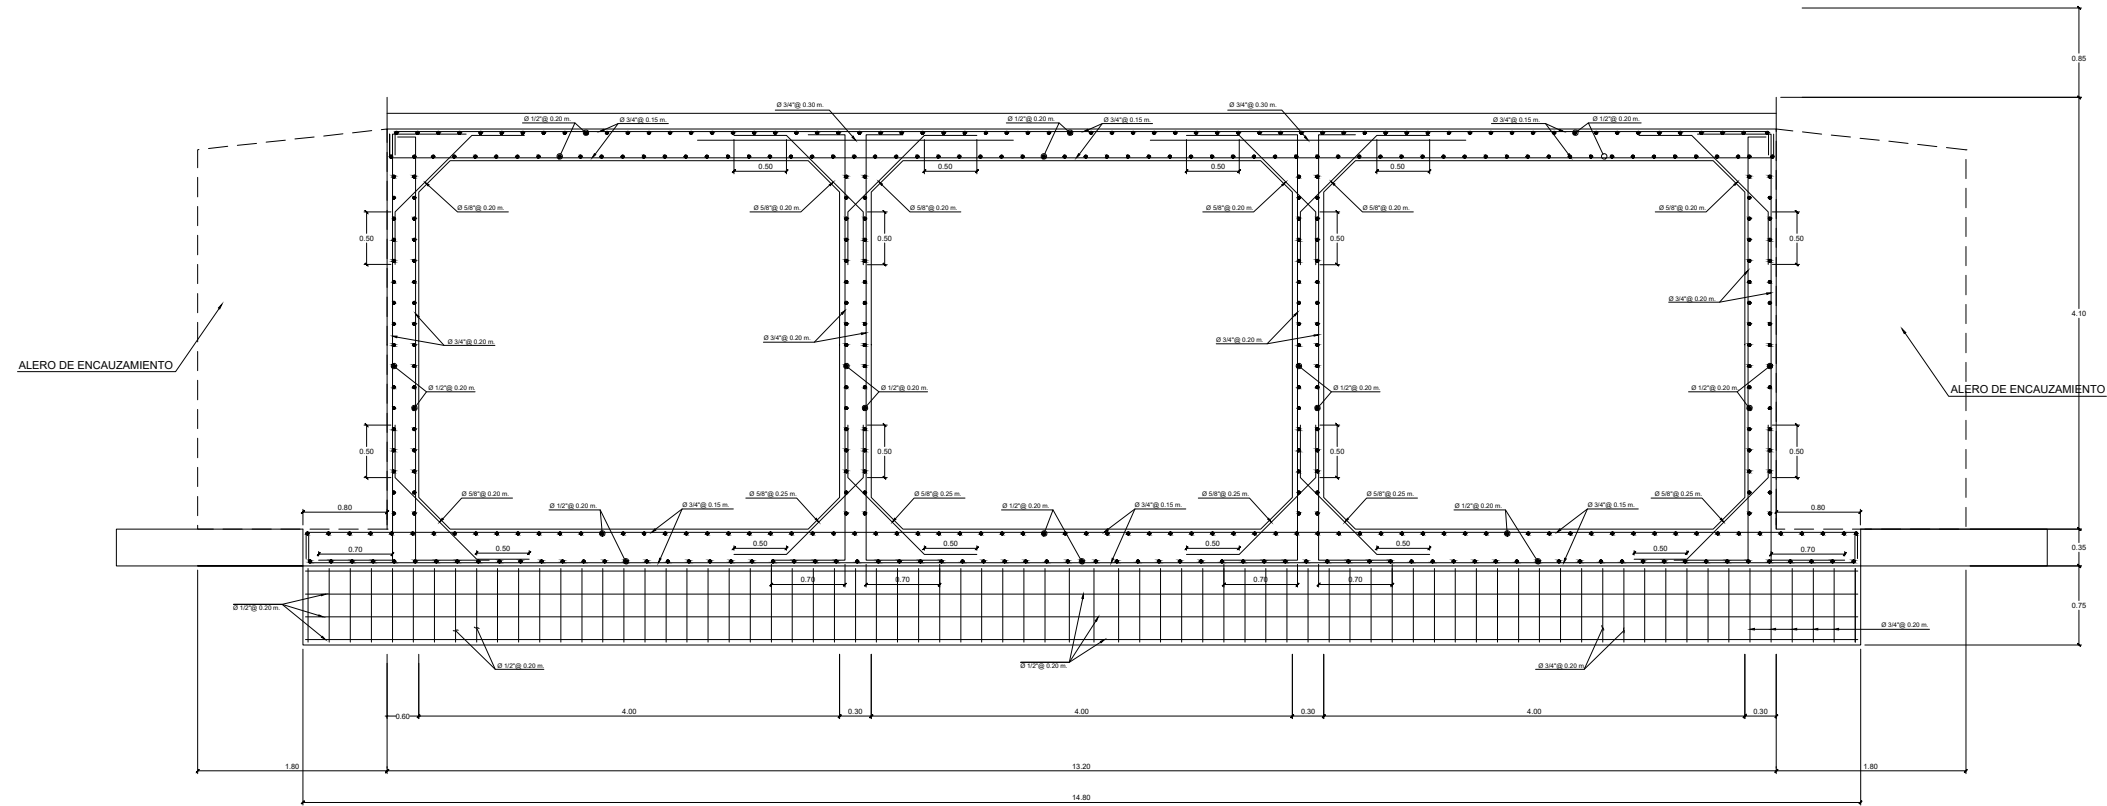 0.85
Ø 3/4"@ 0.30 m.
Ø 3/4"@ 0.30 m.
Ø 1/2"@ 0.20 m.
Ø 3/4"@ 0.15 m.
Ø 1/2"@ 0.20 m.
Ø 3/4"@ 0.15 m.
Ø 3/4"@ 0.15 m.
Ø 1/2"@ 0.20 m.
0.50
0.50
0.50
0.50
Ø 5/8"@ 0.20 m.
Ø 5/8"@ 0.20 m.
Ø 5/8"@ 0.20 m.
Ø 5/8"@ 0.20 m.
Ø 5/8"@ 0.20 m.
Ø 5/8"@ 0.20 m.
0.50
0.50
0.50
0.50
Ø 3/4"@ 0.20 m.
4.10
Ø 3/4"@ 0.20 m.
Ø 3/4"@ 0.20 m.
Ø 3/4"@ 0.20 m.
ALERO DE ENCAUZAMIENTO
Ø 1/2"@ 0.20 m.
Ø 1/2"@ 0.20 m.
Ø 1/2"@ 0.20 m.
Ø 1/2"@ 0.20 m.
ALERO DE ENCAUZAMIENTO
0.50
0.50
0.50
0.50
Ø 5/8"@ 0.20 m.
Ø 5/8"@ 0.25 m.
Ø 5/8"@ 0.25 m.
Ø 5/8"@ 0.25 m.
Ø 5/8"@ 0.25 m.
Ø 5/8"@ 0.25 m.
0.80
Ø 1/2"@ 0.20 m.
Ø 3/4"@ 0.15 m.
Ø 1/2"@ 0.20 m.
Ø 3/4"@ 0.15 m.
Ø 1/2"@ 0.20 m.
Ø 3/4"@ 0.15 m.
0.80
0.70
0.50
0.50
0.50
0.50
0.50
0.50
0.70
0.35
0.70
0.70
0.70
0.70
Ø 1/2"@ 0.20 m.
0.75
Ø 3/4"@ 0.20 m.
Ø 1/2"@ 0.20 m.
Ø 1/2"@ 0.20 m.
Ø 3/4"@ 0.20 m
0.60
4.00
0.30
4.00
0.30
4.00
0.30
1.80
13.20
1.80
14.80